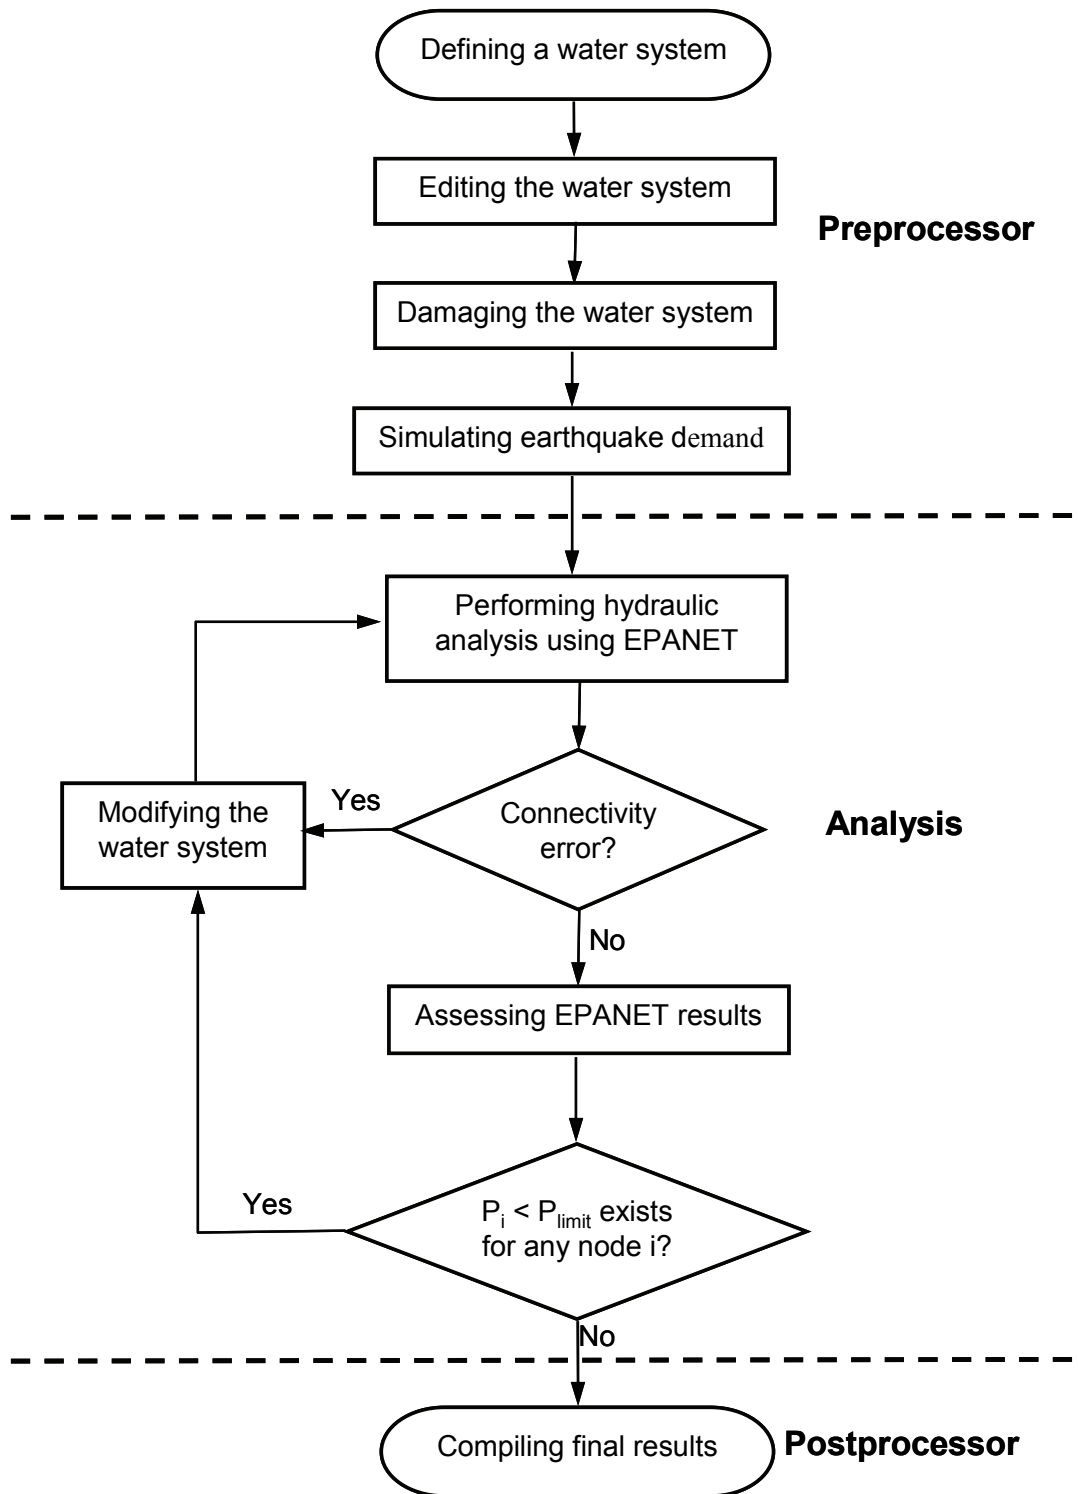 Defining a water system
Editing the water system
Preprocessor
Damaging the water system
Simulating earthquake demand
Performing hydraulic
analysis using EPANET
Modifying the
water system
Yes
Connectivity
error?
Analysis
No
Assessing EPANET results
Yes
P_i < P_limit exists
for any node i?
No
Compiling final results
Postprocessor